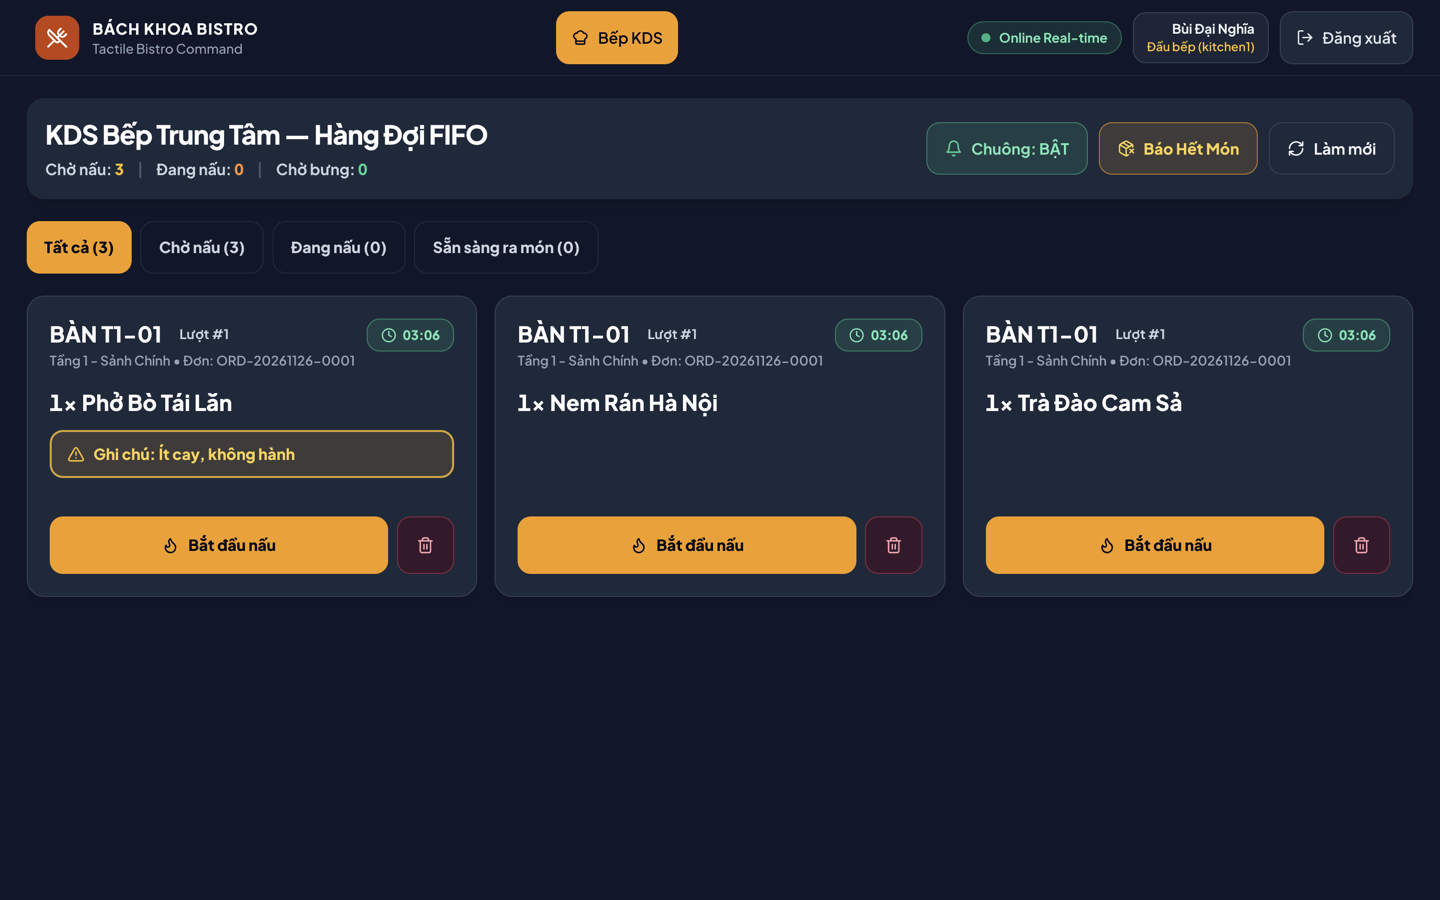 BÁCH KHOA BISTRO
Tactile Bistro Command
Bếp KDS
Online Real-time
Bùi Đại Nghĩa
Đầu bếp (kitchen1)
Đăng xuất
KDS Bếp Trung Tâm — Hàng Đợi FIFO
Chờ nấu: 3 | Đang nấu: 0 | Chờ bưng: 0
Chuông: BẬT
Báo Hết Món
Làm mới
Tất cả (3)
Chờ nấu (3)
Đang nấu (0)
Sẵn sàng ra món (0)
BÀN T1-01 Lượt #1 03:06
Tầng 1 - Sảnh Chính • Đơn: ORD-20261126-0001
1× Phở Bò Tái Lăn
Ghi chú: Ít cay, không hành
Bắt đầu nấu
BÀN T1-01 Lượt #1 03:06
Tầng 1 - Sảnh Chính • Đơn: ORD-20261126-0001
1× Nem Rán Hà Nội
Bắt đầu nấu
BÀN T1-01 Lượt #1 03:06
Tầng 1 - Sảnh Chính • Đơn: ORD-20261126-0001
1× Trà Đào Cam Sả
Bắt đầu nấu